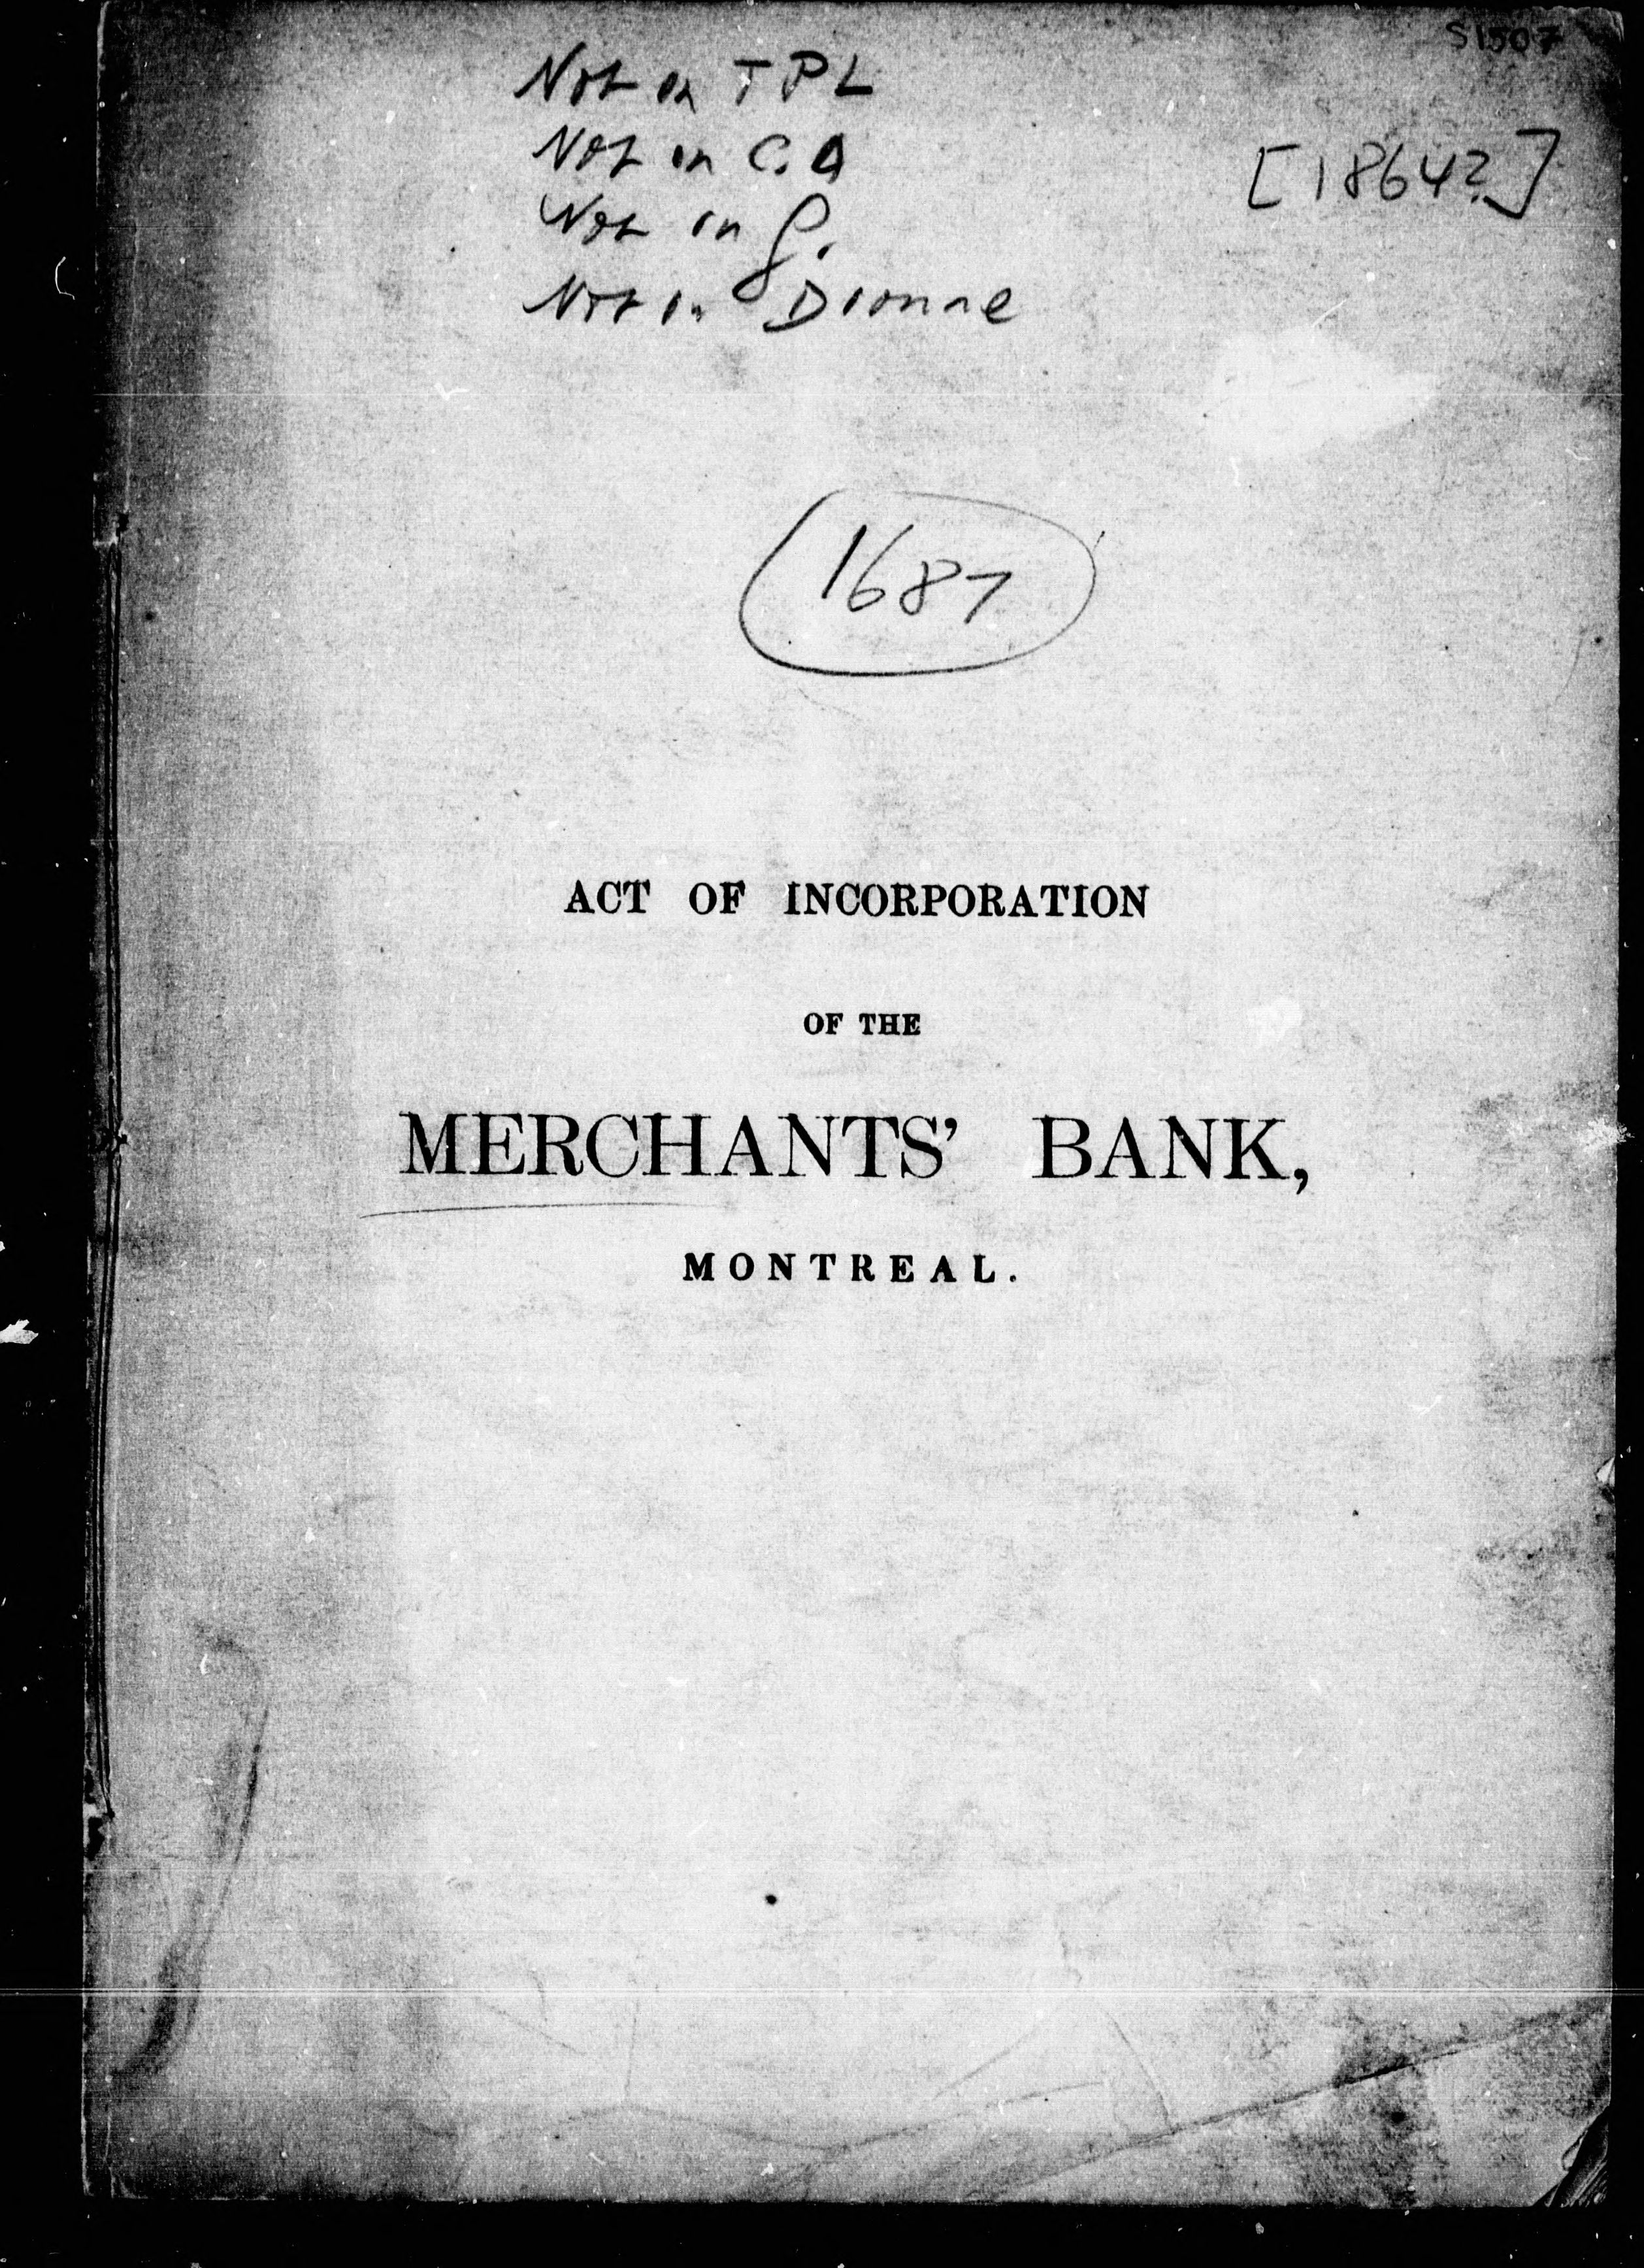 S1507
Not in TPL
Not in C.A
[1864?]
Not in G.
Not in Dionne
1687
ACT OF INCORPORATION
OF THE
MERCHANTS' BANK,
MONTREAL.